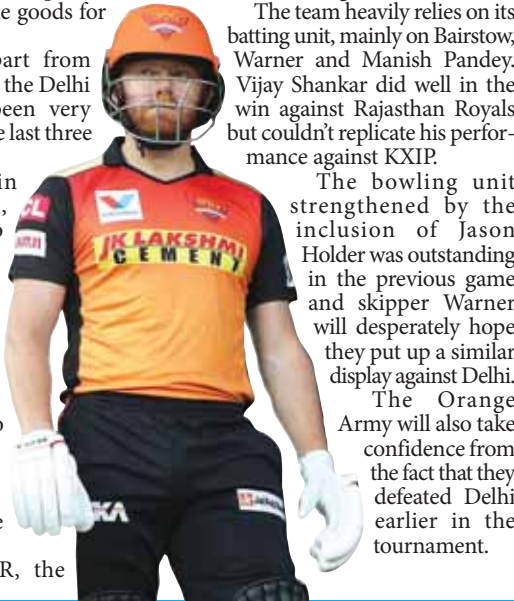 e goods for
part from
the Delhi
been very
e last three
in
,
o
o
e
R, the
The team heavily relies on its
batting unit, mainly on Bairstow,
Warner and Manish Pandey.
Vijay Shankar did well in the
win against Rajasthan Royals
but couldn't replicate his perfor-
mance against KXIP.
The bowling unit
strengthened by the
inclusion of Jason
Holder was outstanding
in the previous game
and skipper Warner
will desperately hope
they put up a similar
display against Delhi.
The Orange
Army will also take
confidence from
the fact that they
defeated Delhi
earlier in the
tournament.
CL
JK LAKSHMI
CEMENT
KA